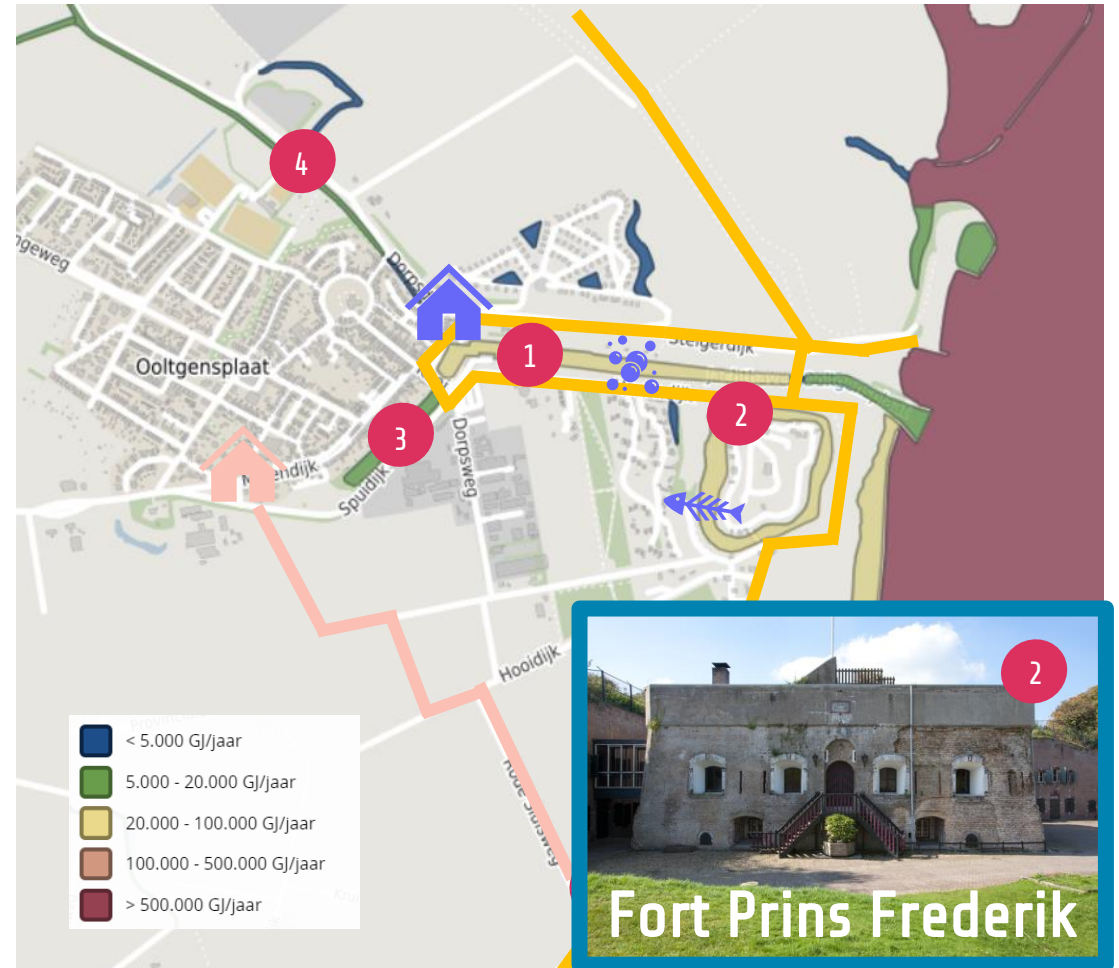 4
ngeweg
Dorps
Ooltgensplaat
1
Steigerdijk
2
3
Dorpsweg
Spuidijk
Hooidijk
2
< 5.000 GJ/jaar
5.000 - 20.000 GJ/jaar
20.000 - 100.000 GJ/jaar
100.000 - 500.000 GJ/jaar
> 500.000 GJ/jaar
Fort Prins Frederik